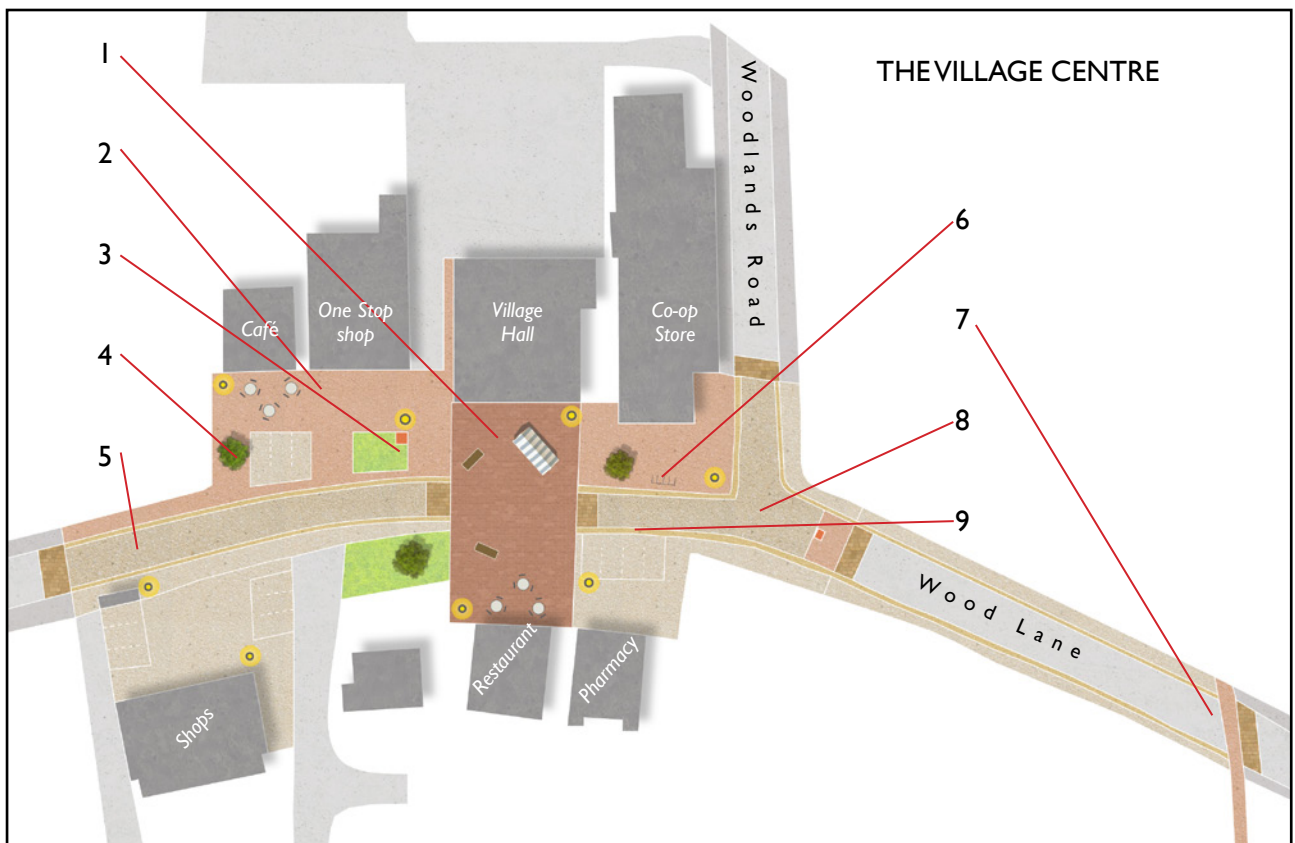 THE VILLAGE CENTRE
1
2
3
4
5
6
7
8
9
Woodlands Road
Café
One Stop
shop
Village
Hall
Co-op
Store
Wood Lane
Restaurant
Pharmacy
Shops